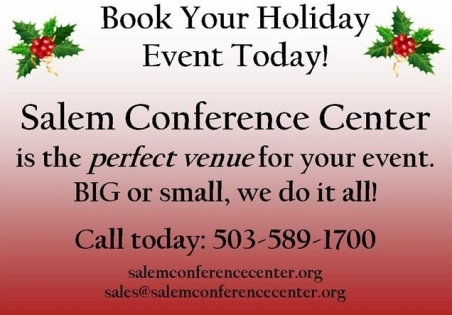 Book Your Holiday
Event Today!
Salem Conference Center
is the perfect venue for your event.
BIG or small, we do it all!
Call today: 503-589-1700
salemconferencecenter.org
sales@salemconferencecenter.org